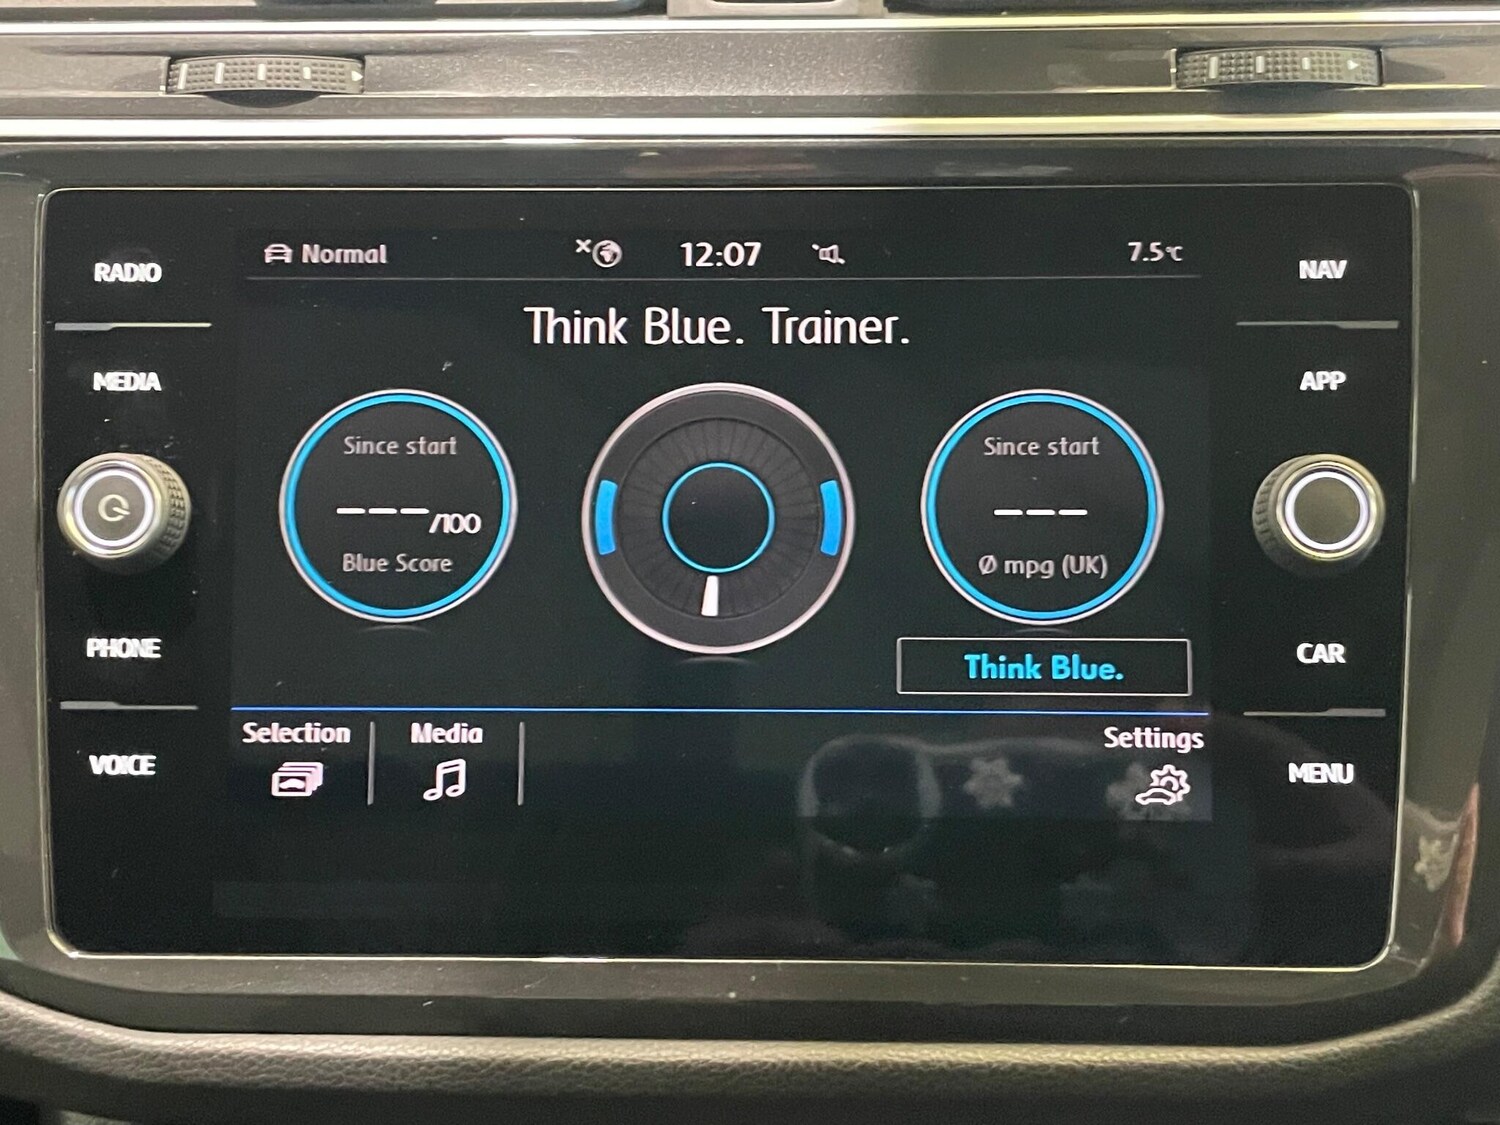 RADIO
MEDIA
PHONE
VOICE
Normal
12:07
7.5°C
Think Blue. Trainer.
Since start
---/100
Blue Score
Since start
---
Ø mpg (UK)
Think Blue.
Selection
Media
Settings
NAV
APP
CAR
MENU